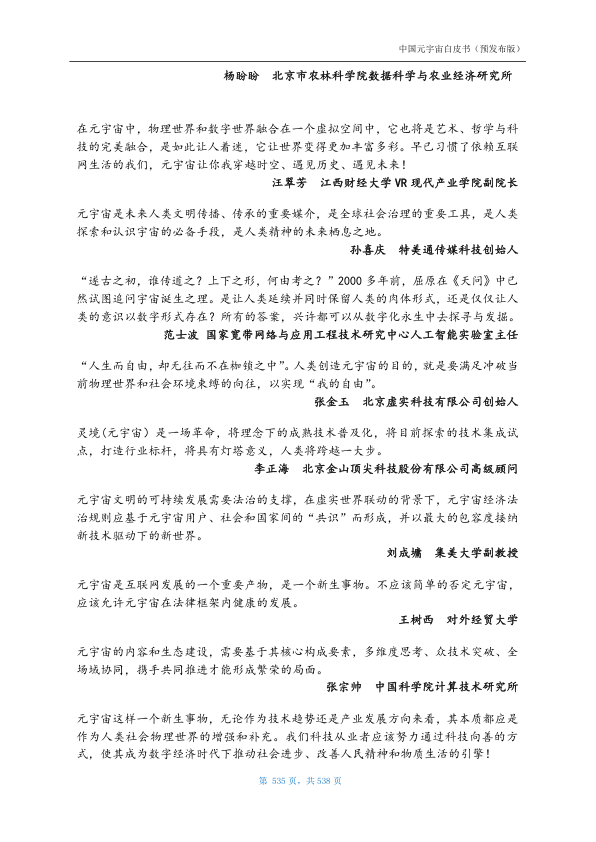 中国元宇宙白皮书（预发布版）
杨盼盼 北京市农林科学院数据科学与农业经济研究所
在元宇宙中，物理世界和数字世界融合在一个虚拟空间中，它也将是艺术、哲学与科
技的完美融合，是如此让人着迷，它让世界变得更加丰富多彩。早已习惯了依赖互联
网生活的我们，元宇宙让你我穿越时空、遇见历史、遇见未来！
汪翠芳 江西财经大学 VR 现代产业学院副院长
元宇宙是未来人类文明传播、传承的重要媒介，是全球社会治理的重要工具，是人类
探索和认识宇宙的必备手段，是人类精神的未来栖息之地。
孙喜庆 特美通传媒科技创始人
“遂古之初，谁传道之？上下之形，何由考之？”2000 多年前，屈原在《天问》中已
然试图追问宇宙诞生之理。是让人类延续并同时保留人类的肉体形式，还是仅仅让人
类的意识以数字形式存在？所有的答案，兴许都可以从数字化永生中去探寻与发掘。
范士波 国家宽带网络与应用工程技术研究中心人工智能实验室主任
“人生而自由，却无往而不在枷锁之中”。人类创造元宇宙的目的，就是要满足冲破当
前物理世界和社会环境束缚的向往，以实现“我的自由”。
张金玉 北京虚实科技有限公司创始人
灵境(元宇宙）是一场革命，将理念下的成熟技术普及化，将目前探索的技术集成试
点，打造行业标杆，将具有灯塔意义，人类将跨越一大步。
李正海 北京金山顶尖科技股份有限公司高级顾问
元宇宙文明的可持续发展需要法治的支撑，在虚实世界联动的背景下，元宇宙经济法
治规则应基于元宇宙用户、社会和国家间的“共识”而形成，并以最大的包容度接纳
新技术驱动下的新世界。
刘成墉 集美大学副教授
元宇宙是互联网发展的一个重要产物，是一个新生事物。不应该简单的否定元宇宙，
应该允许元宇宙在法律框架内健康的发展。
王树西 对外经贸大学
元宇宙的内容和生态建设，需要基于其核心构成要素，多维度思考、众技术突破、全
场域协同，携手共同推进才能形成繁荣的局面。
张宗帅 中国科学院计算技术研究所
元宇宙这样一个新生事物，无论作为技术趋势还是产业发展方向来看，其本质都应是
作为人类社会物理世界的增强和补充。我们科技从业者应该努力通过科技向善的方
式，使其成为数字经济时代下推动社会进步、改善人民精神和物质生活的引擎！
第 535 页，共 538 页